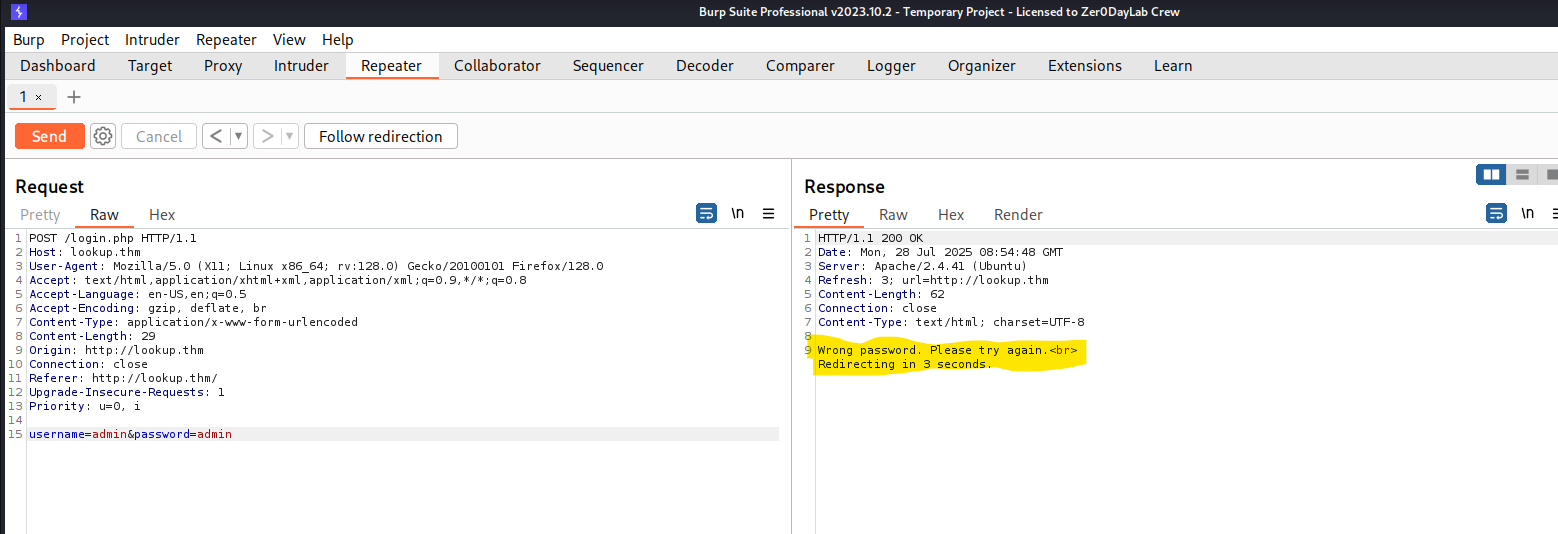 Burp Suite Professional v2023.10.2 - Temporary Project - Licensed to Zer0DayLab Crew
Burp Project Intruder Repeater View Help
Dashboard Target Proxy Intruder Repeater Collaborator Sequencer Decoder Comparer Logger Organizer Extensions Learn
1 × +
Send Cancel < > Follow redirection
Request
Pretty Raw Hex \n
1 POST /login.php HTTP/1.1
2 Host: lookup.thm
3 User-Agent: Mozilla/5.0 (X11; Linux x86_64; rv:128.0) Gecko/20100101 Firefox/128.0
4 Accept: text/html,application/xhtml+xml,application/xml;q=0.9,*/*;q=0.8
5 Accept-Language: en-US,en;q=0.5
6 Accept-Encoding: gzip, deflate, br
7 Content-Type: application/x-www-form-urlencoded
8 Content-Length: 29
9 Origin: http://lookup.thm
10 Connection: close
11 Referer: http://lookup.thm/
12 Upgrade-Insecure-Requests: 1
13 Priority: u=0, i
14
15 username=admin&password=admin
Response
Pretty Raw Hex Render \n
1 HTTP/1.1 200 OK
2 Date: Mon, 28 Jul 2025 08:54:48 GMT
3 Server: Apache/2.4.41 (Ubuntu)
4 Refresh: 3; url=http://lookup.thm
5 Content-Length: 62
6 Connection: close
7 Content-Type: text/html; charset=UTF-8
8
9 Wrong password. Please try again.<br>
Redirecting in 3 seconds.